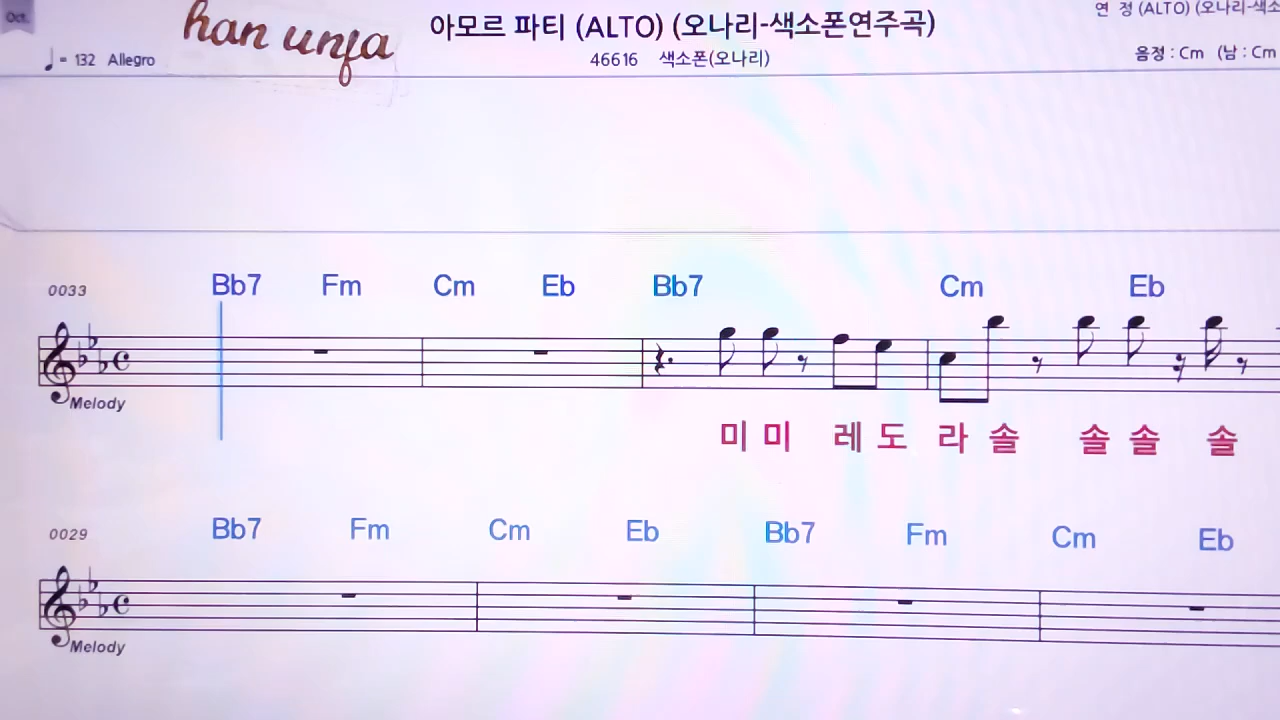 Oct.
han unja
아모르 파티 (ALTO) (오나리-색소폰연주곡)
연 정 (ALTO) (오나리-색소
♩= 132 Allegro
46616 색소폰(오나리)
음정 : Cm (남 : Cm
0033
Bb7 Fm Cm Eb Bb7 Cm Eb
Melody
미 미 레 도 라 솔 솔 솔 솔
0029
Bb7 Fm Cm Eb Bb7 Fm Cm Eb
Melody